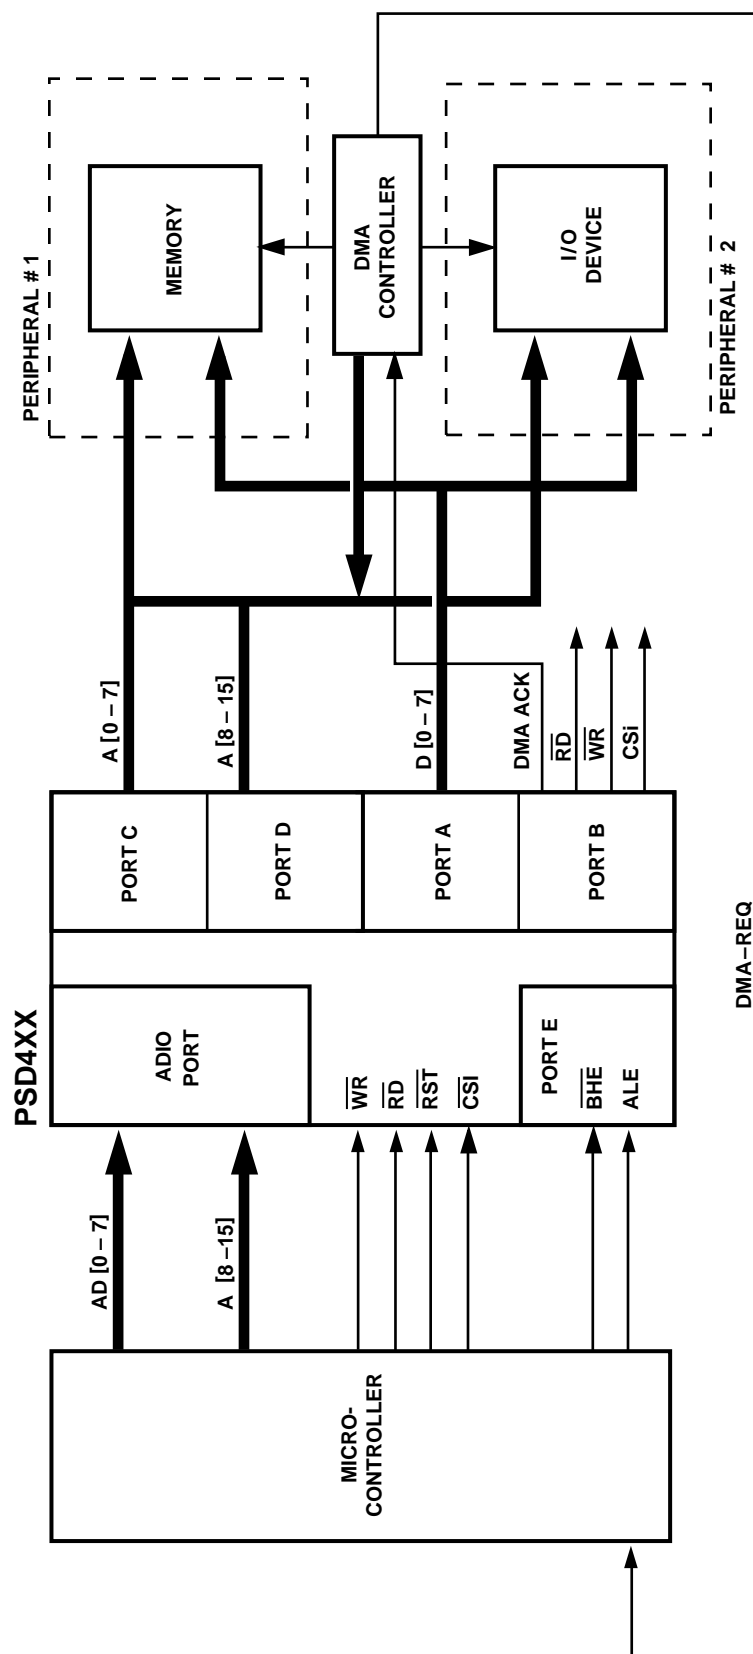 PSD4XX
MICRO-
CONTROLLER
AD [0 – 7]
A [8 –15]
ADIO
PORT
WR
RD
RST
CSI
PORT E
BHE
ALE
PORT C
PORT D
PORT A
PORT B
A [0 – 7]
A [8 – 15]
D [0 – 7]
DMA ACK
RD
WR
CSi
PERIPHERAL # 1
MEMORY
DMA
CONTROLLER
I/O
DEVICE
PERIPHERAL # 2
DMA–REQ